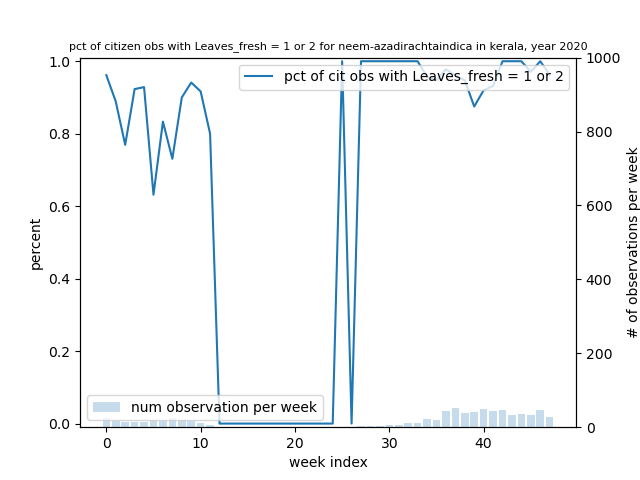 pct of citizen obs with Leaves_fresh = 1 or 2 for neem-azadirachtaindica in kerala, year 2020
pct of cit obs with Leaves_fresh = 1 or 2
num observation per week
percent
1.0
0.8
0.6
0.4
0.2
0.0
0
10
20
30
40
week index
1000
800
600
400
200
0
# of observations per week